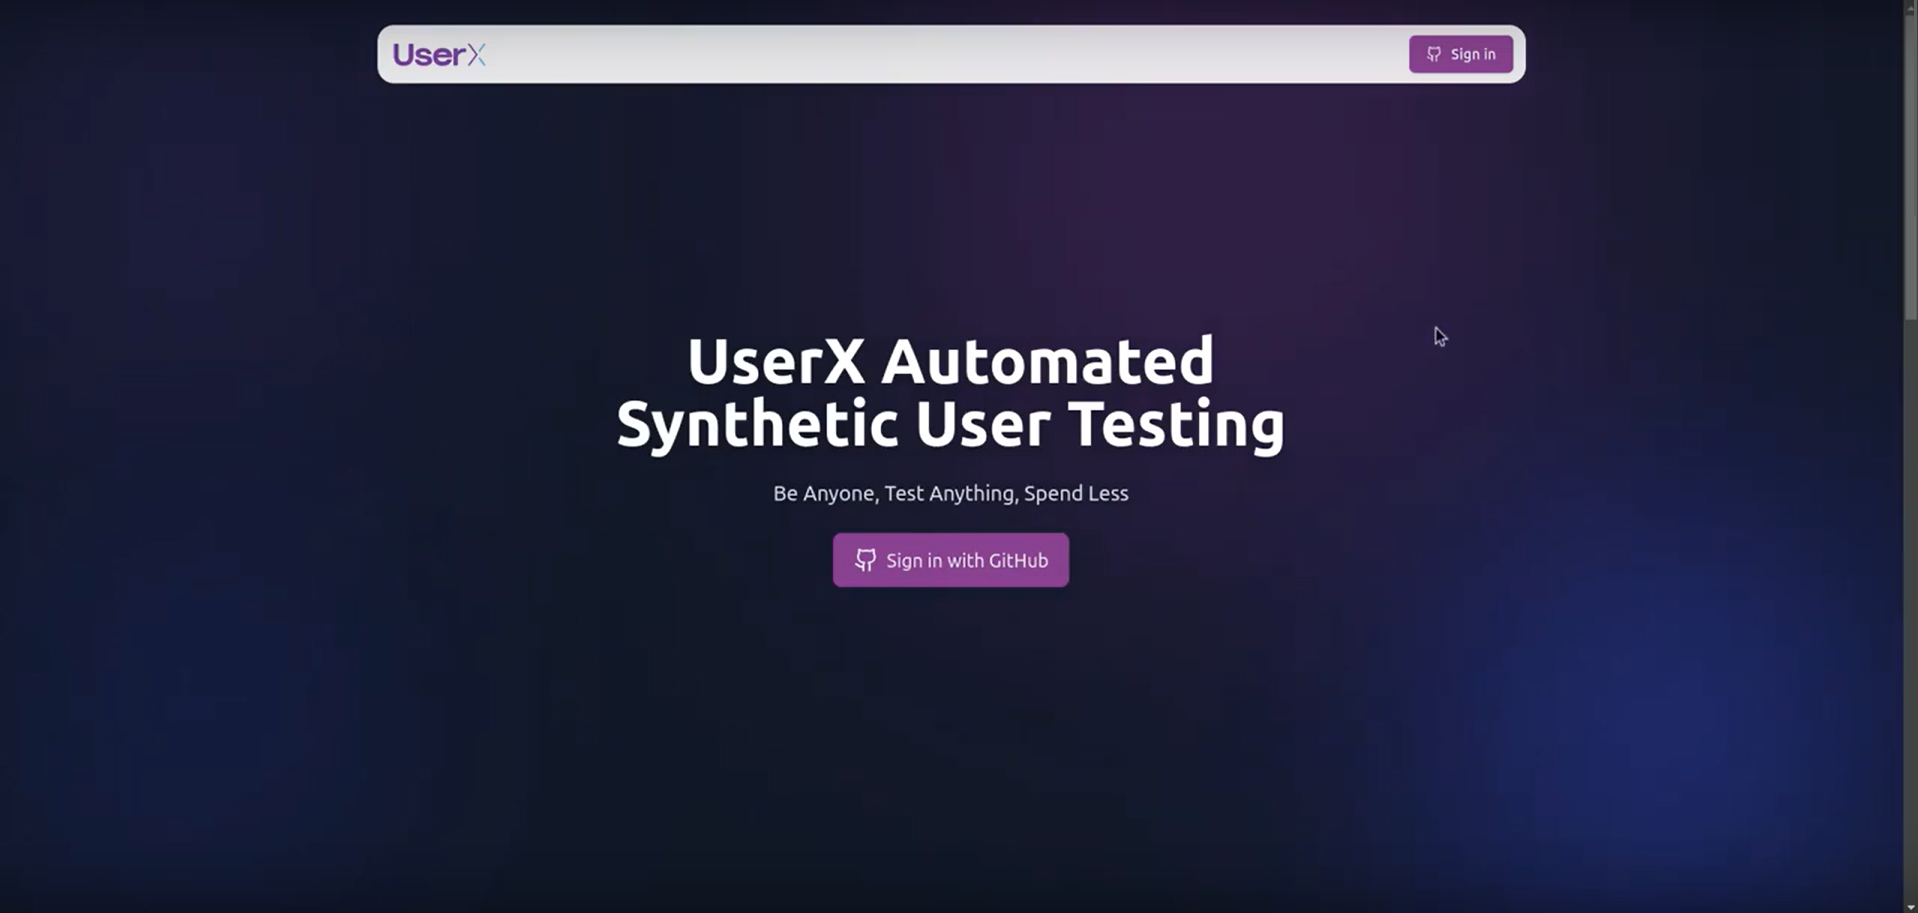 UserX
Sign in
UserX Automated
Synthetic User Testing
Be Anyone, Test Anything, Spend Less
Sign in with GitHub